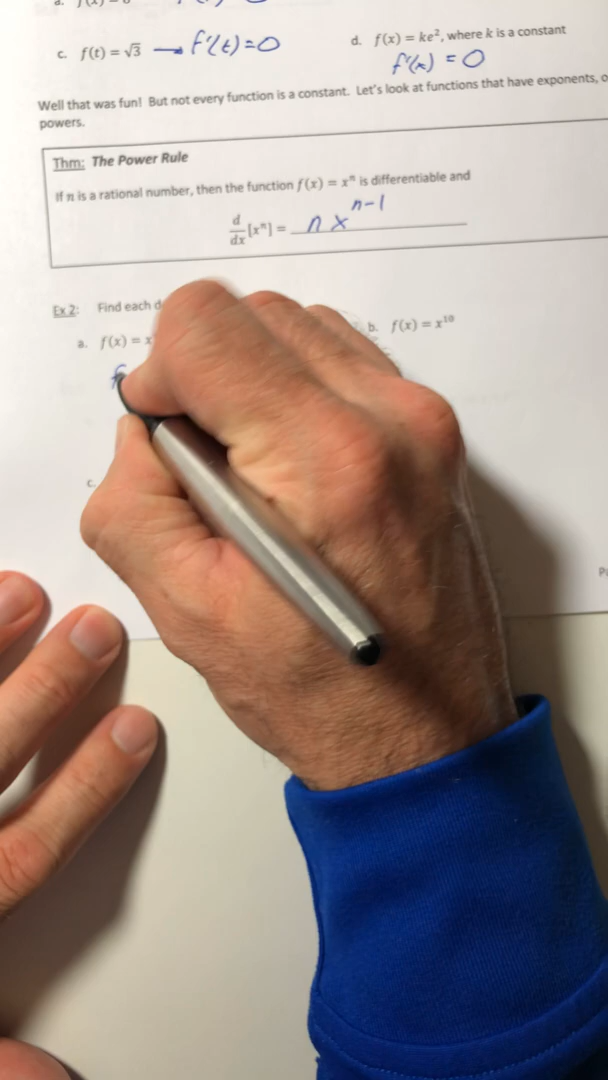 c. f(t) = √3 → f'(t)=0
d. f(x) = ke², where k is a constant
f'(x) = 0
Well that was fun! But not every function is a constant. Let's look at functions that have exponents, o
powers.
Thm: The Power Rule
If n is a rational number, then the function f(x) = xⁿ is differentiable and
d/dx [xⁿ] = n x^(n-1)
Ex 2: Find each d
a. f(x) = x
b. f(x) = x¹⁰
f
c.